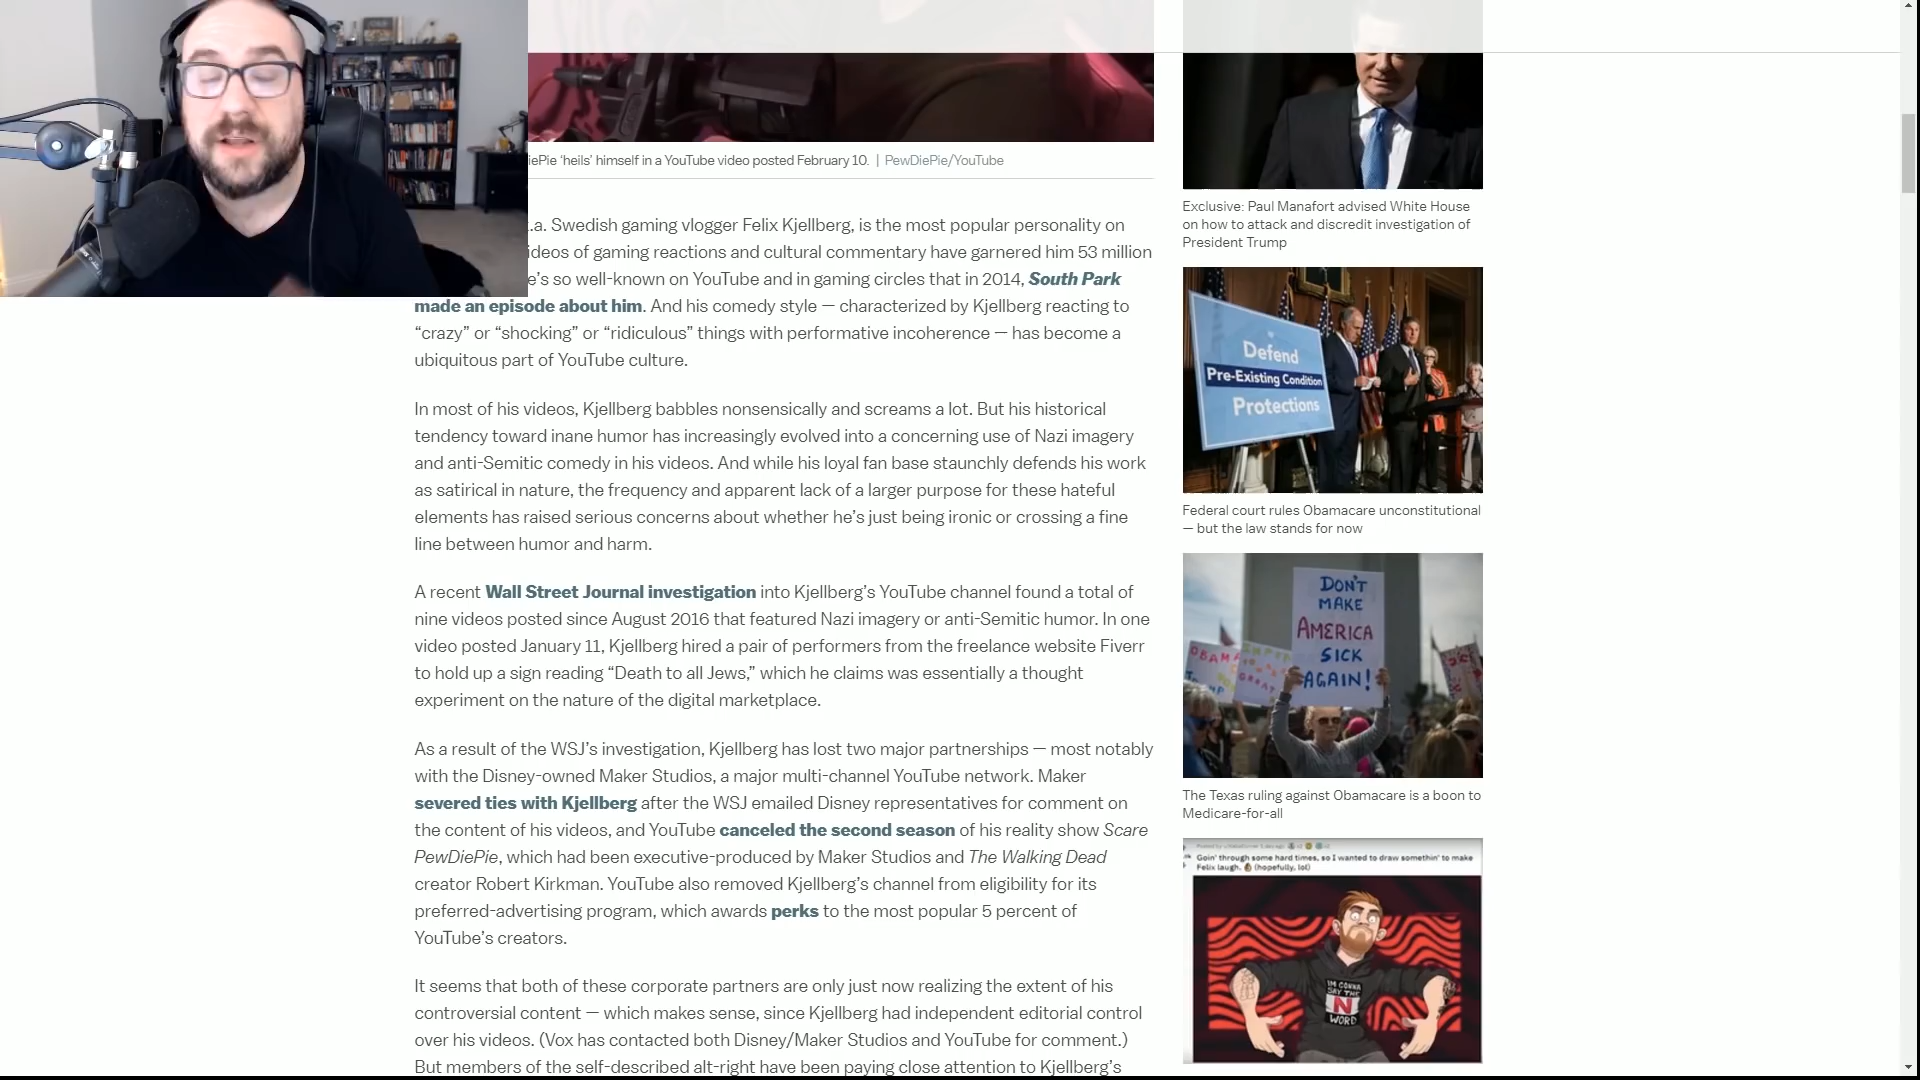 iePie ‘heils’ himself in a YouTube video posted February 10. | PewDiePie/YouTube
.a. Swedish gaming vlogger Felix Kjellberg, is the most popular personality on
ideos of gaming reactions and cultural commentary have garnered him 53 million
e’s so well-known on YouTube and in gaming circles that in 2014, South Park
made an episode about him. And his comedy style — characterized by Kjellberg reacting to
“crazy” or “shocking” or “ridiculous” things with performative incoherence — has become a
ubiquitous part of YouTube culture.
In most of his videos, Kjellberg babbles nonsensically and screams a lot. But his historical
tendency toward inane humor has increasingly evolved into a concerning use of Nazi imagery
and anti-Semitic comedy in his videos. And while his loyal fan base staunchly defends his work
as satirical in nature, the frequency and apparent lack of a larger purpose for these hateful
elements has raised serious concerns about whether he’s just being ironic or crossing a fine
line between humor and harm.
A recent Wall Street Journal investigation into Kjellberg’s YouTube channel found a total of
nine videos posted since August 2016 that featured Nazi imagery or anti-Semitic humor. In one
video posted January 11, Kjellberg hired a pair of performers from the freelance website Fiverr
to hold up a sign reading “Death to all Jews,” which he claims was essentially a thought
experiment on the nature of the digital marketplace.
As a result of the WSJ’s investigation, Kjellberg has lost two major partnerships — most notably
with the Disney-owned Maker Studios, a major multi-channel YouTube network. Maker
severed ties with Kjellberg after the WSJ emailed Disney representatives for comment on
the content of his videos, and YouTube canceled the second season of his reality show Scare
PewDiePie, which had been executive-produced by Maker Studios and The Walking Dead
creator Robert Kirkman. YouTube also removed Kjellberg’s channel from eligibility for its
preferred-advertising program, which awards perks to the most popular 5 percent of
YouTube’s creators.
It seems that both of these corporate partners are only just now realizing the extent of his
controversial content — which makes sense, since Kjellberg had independent editorial control
over his videos. (Vox has contacted both Disney/Maker Studios and YouTube for comment.)
But members of the self-described alt-right have been paying close attention to Kjellberg’s
Exclusive: Paul Manafort advised White House
on how to attack and discredit investigation of
President Trump
Defend
Pre-Existing Condition
Protections
Federal court rules Obamacare unconstitutional
— but the law stands for now
DON'T
MAKE
AMERICA
SICK
AGAIN!
The Texas ruling against Obamacare is a boon to
Medicare-for-all
Goin' through some hard times, so I wanted to draw somethin' to make
Felix laugh. (hopefully, lol)
IM GONNA
SAY THE
N
WORD